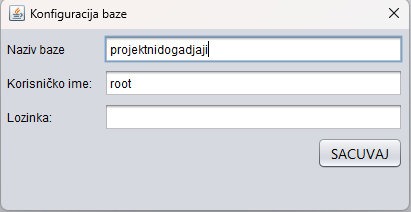 Konfiguracija baze
Naziv baze projektnidogadjaji
Korisničko ime: root
Lozinka:
SACUVAJ